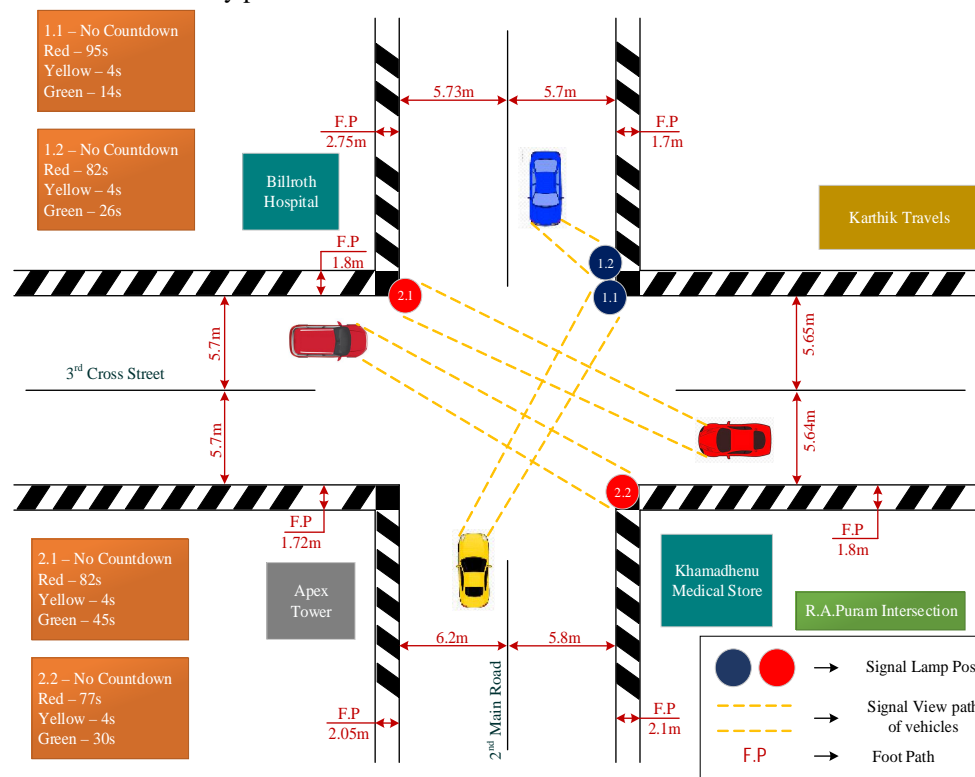 1.1 – No Countdown
Red – 95s
Yellow – 4s
Green – 14s
1.2 – No Countdown
Red – 82s
Yellow – 4s
Green – 26s
5.73m
5.7m
F.P
2.75m
F.P
1.7m
Billroth
Hospital
Karthik Travels
F.P
1.8m
1.2
2.1
1.1
5.7m
5.65m
3rd Cross Street
5.7m
5.64m
2.2
F.P
1.72m
F.P
1.8m
2.1 – No Countdown
Red – 82s
Yellow – 4s
Green – 45s
Apex
Tower
Khamadhenu
Medical Store
R.A.Puram Intersection
6.2m
5.8m
2.2 – No Countdown
Red – 77s
Yellow – 4s
Green – 30s
2nd Main Road
F.P
2.05m
F.P
2.1m
Signal Lamp Pos
Signal View path
of vehicles
F.P
Foot Path